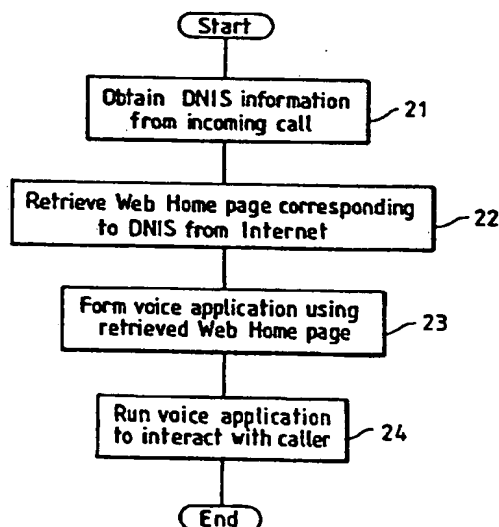 Start
Obtain DNIS information
from incoming call
21
Retrieve Web Home page corresponding
to DNIS from Internet
22
Form voice application using
retrieved Web Home page
23
Run voice application
to interact with caller
24
End